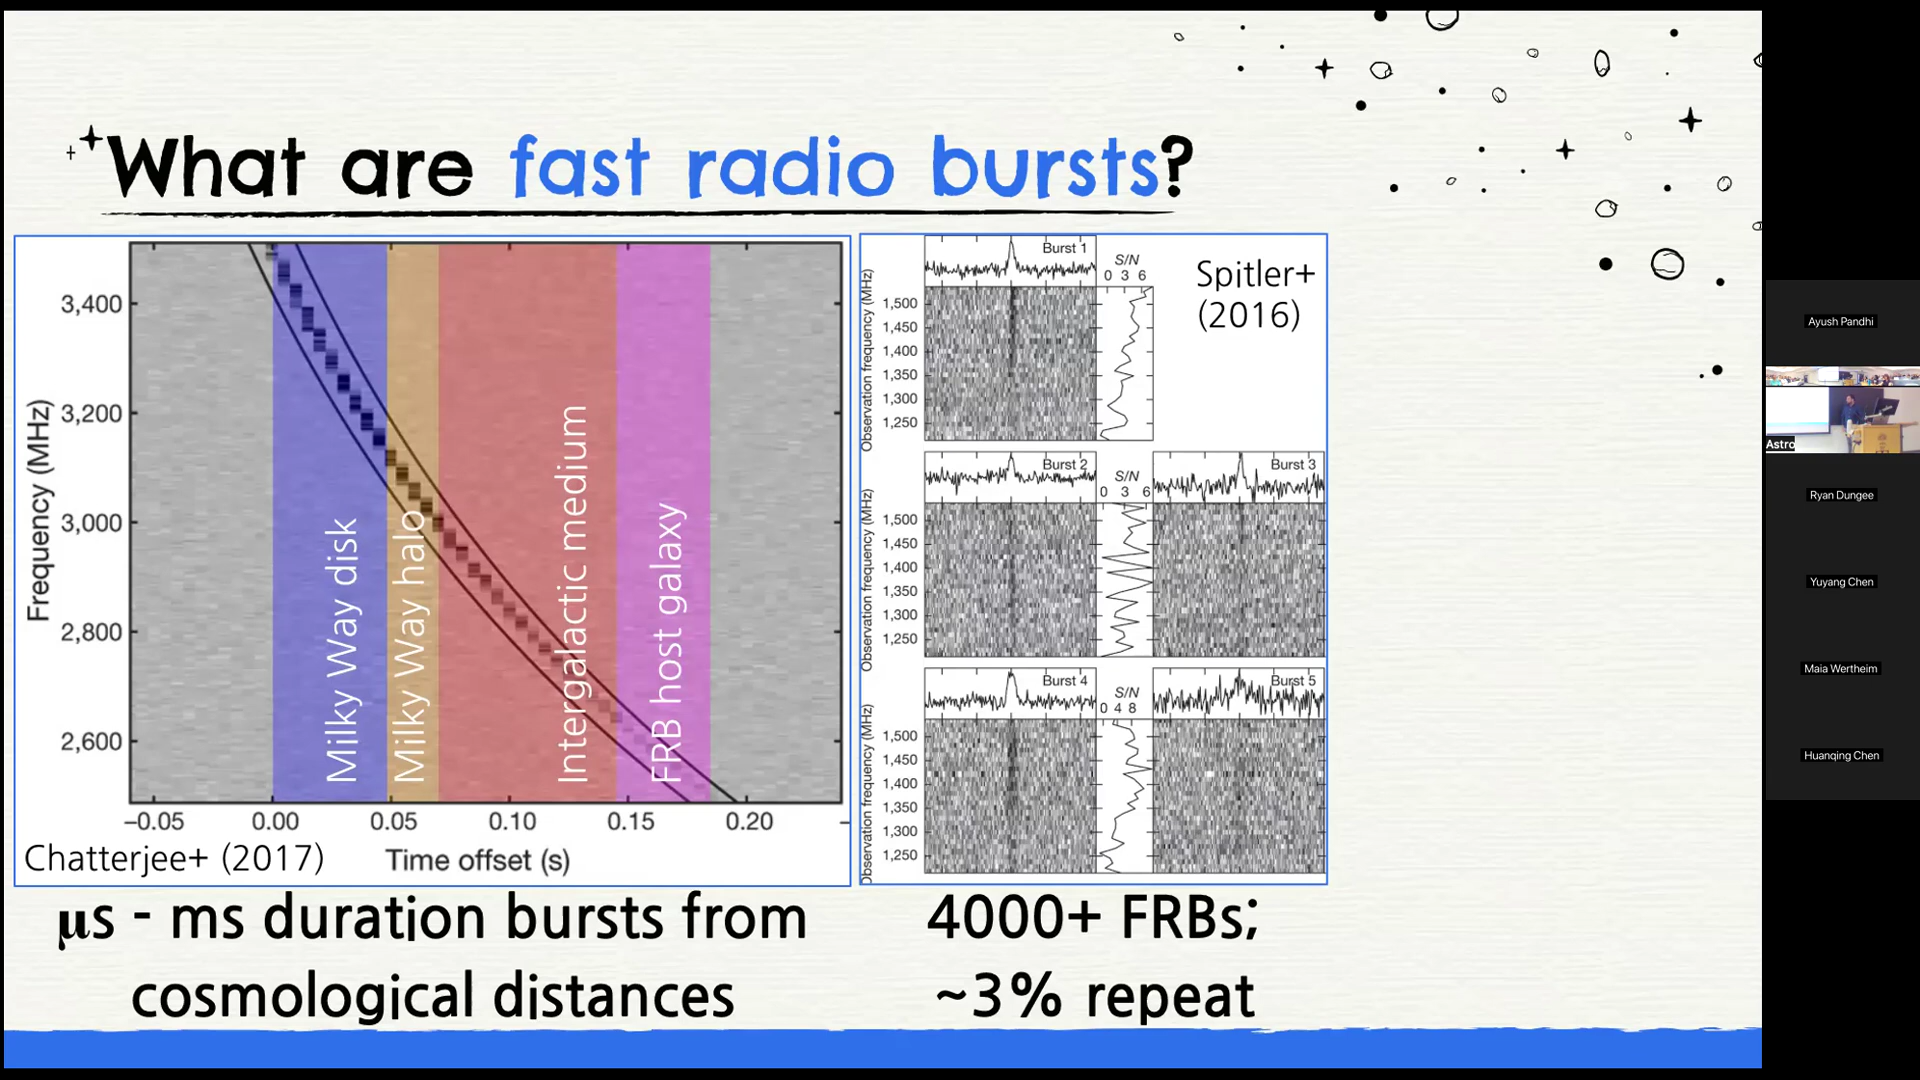 What are fast radio bursts?
3,400
3,200
3,000
2,800
2,600
Frequency (MHz)
Milky Way disk
Milky Way halo
Intergalactic medium
FRB host galaxy
−0.05 0.00 0.05 0.10 0.15 0.20
Chatterjee+ (2017)
Time offset (s)
Burst 1
S/N
0 3 6
Spitler+
(2016)
Observation frequency (MHz)
1,500
1,450
1,400
1,350
1,300
1,250
Burst 2
S/N
0 3 6
Burst 3
Observation frequency (MHz)
1,500
1,450
1,400
1,350
1,300
1,250
Burst 4
S/N
0 4 8
Burst 5
Observation frequency (MHz)
1,500
1,450
1,400
1,350
1,300
1,250
μs - ms duration bursts from
cosmological distances
4000+ FRBs;
~3% repeat
Ayush Pandhi
Astro
Ryan Dungee
Yuyang Chen
Maia Wertheim
Huanqing Chen